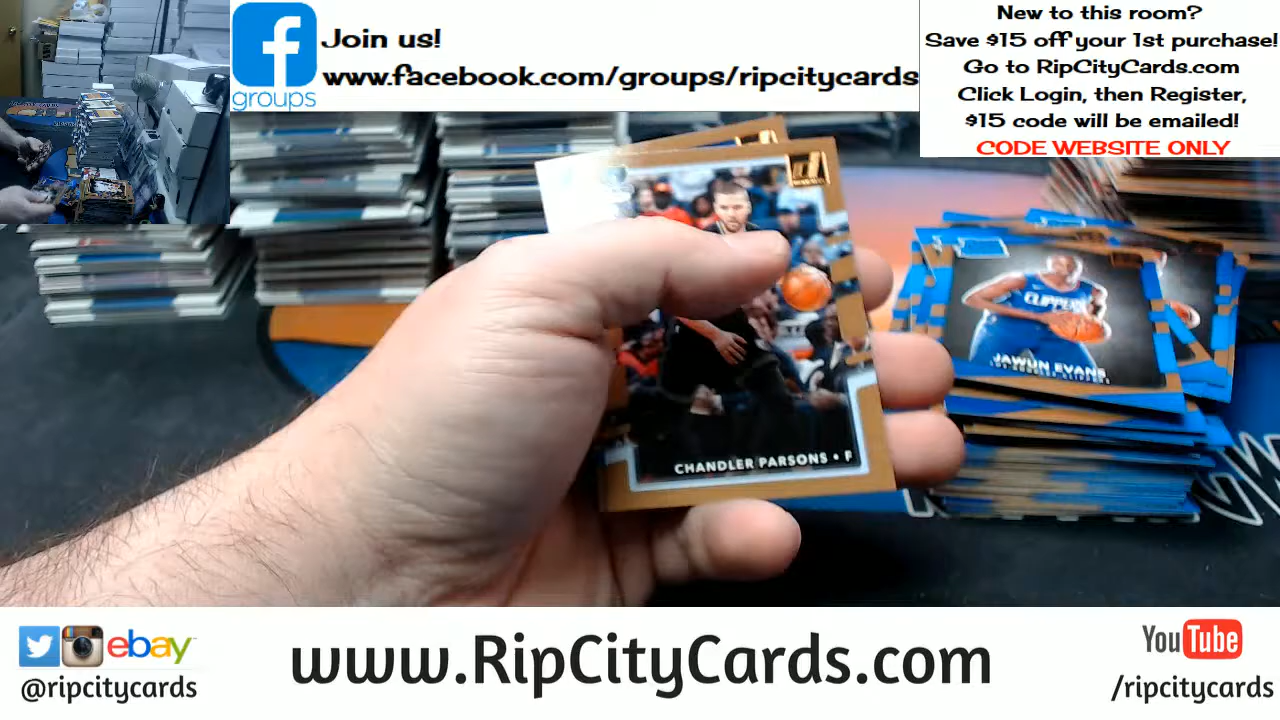 Join us!
www.facebook.com/groups/ripcitycards
groups
New to this room?
Save $15 off your 1st purchase!
Go to RipCityCards.com
Click Login, then Register,
$15 code will be emailed!
CODE WEBSITE ONLY
CLIPPERS
JAWUN EVANS
CHANDLER PARSONS • F
ebay
@ripcitycards
www.RipCityCards.com
YouTube
/ripcitycards